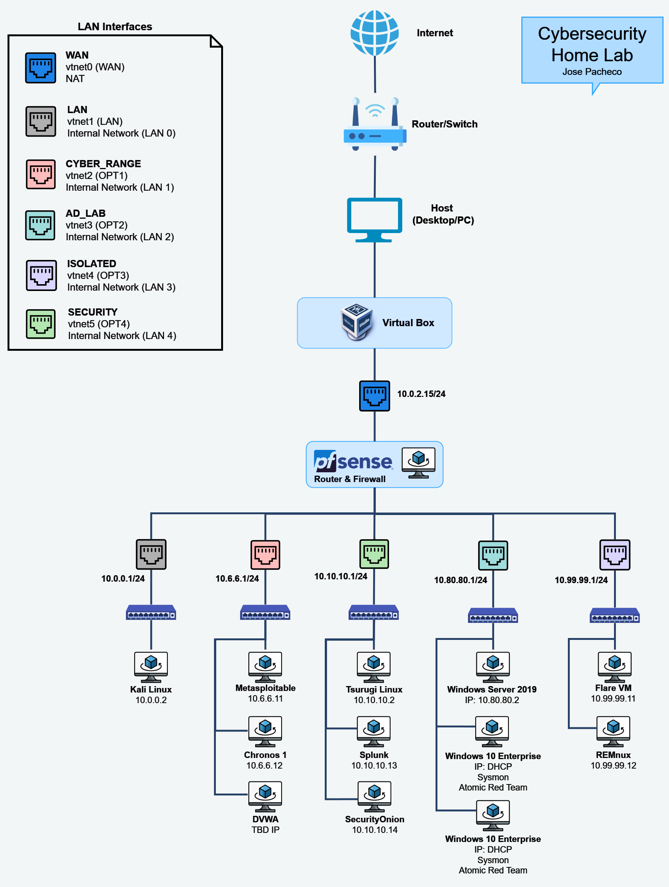 LAN Interfaces
WAN
vtnet0 (WAN)
NAT
LAN
vtnet1 (LAN)
Internal Network (LAN 0)
CYBER_RANGE
vtnet2 (OPT1)
Internal Network (LAN 1)
AD_LAB
vtnet3 (OPT2)
Internal Network (LAN 2)
ISOLATED
vtnet4 (OPT3)
Internal Network (LAN 3)
SECURITY
vtnet5 (OPT4)
Internal Network (LAN 4)
Internet
Cybersecurity
Home Lab
Jose Pacheco
Router/Switch
Host
(Desktop/PC)
Virtual Box
10.0.2.15/24
pfsense
Router & Firewall
10.0.0.1/24
10.6.6.1/24
10.10.10.1/24
10.80.80.1/24
10.99.99.1/24
Kali Linux
10.0.0.2
Metasploitable
10.6.6.11
Chronos 1
10.6.6.12
DVWA
TBD IP
Tsurugi Linux
10.10.10.2
Splunk
10.10.10.13
SecurityOnion
10.10.10.14
Windows Server 2019
IP: 10.80.80.2
Windows 10 Enterprise
IP: DHCP
Sysmon
Atomic Red Team
Windows 10 Enterprise
IP: DHCP
Sysmon
Atomic Red Team
Flare VM
10.99.99.11
REMnux
10.99.99.12